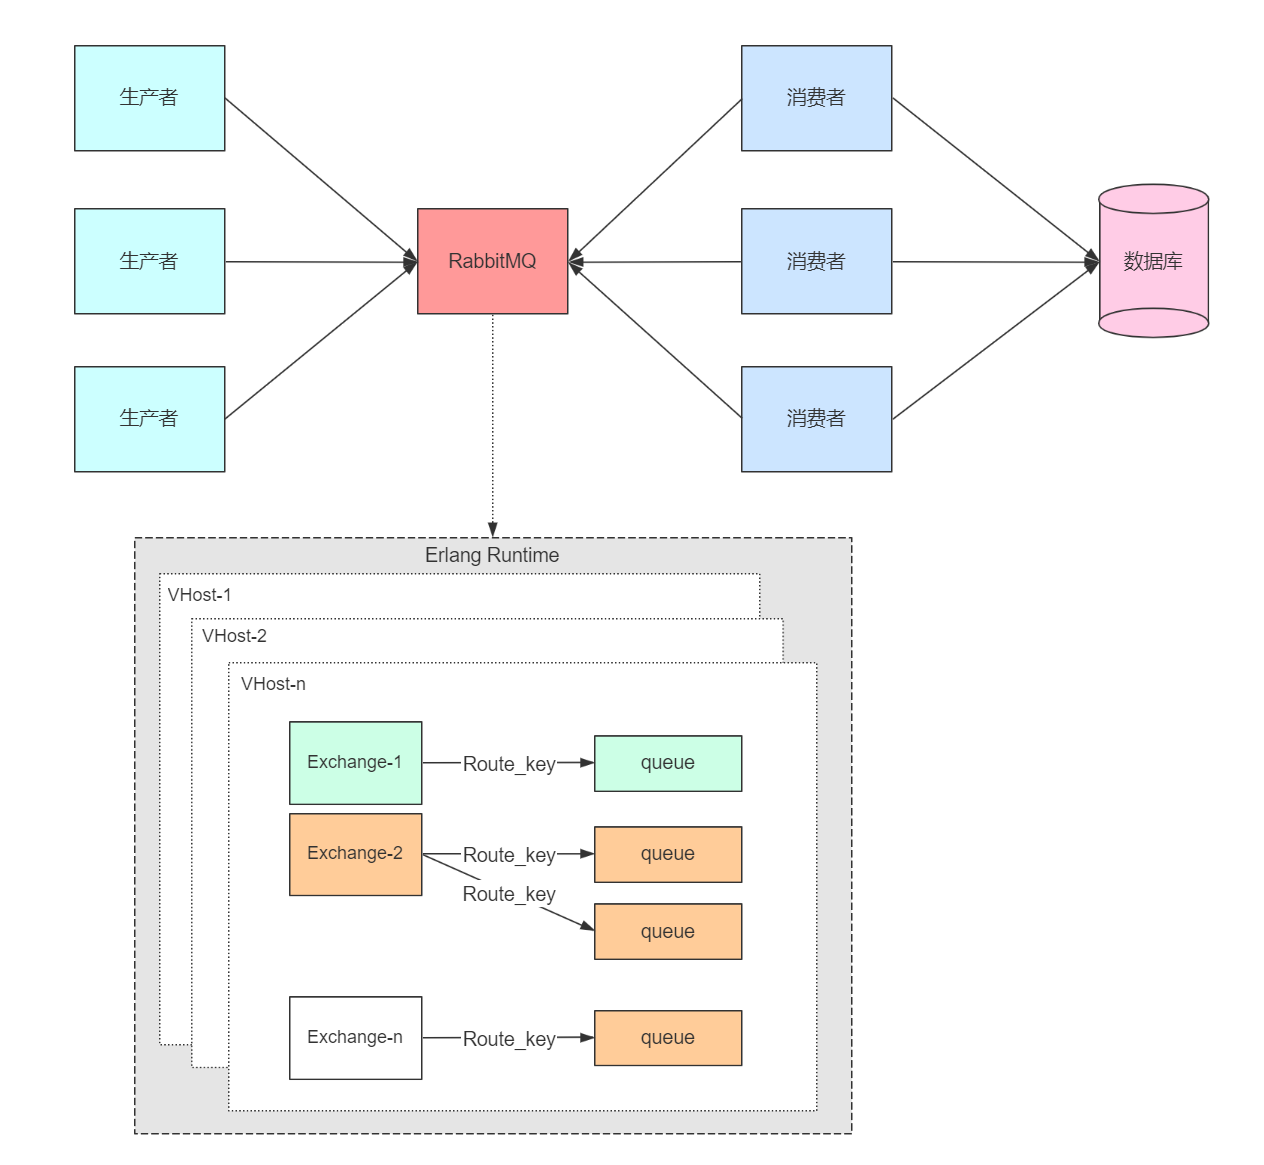 生产者
消费者
生产者
RabbitMQ
消费者
数据库
生产者
消费者
Erlang Runtime
VHost-1
VHost-2
VHost-n
Exchange-1
Route_key
queue
Exchange-2
Route_key
queue
Route_key
queue
Exchange-n
Route_key
queue